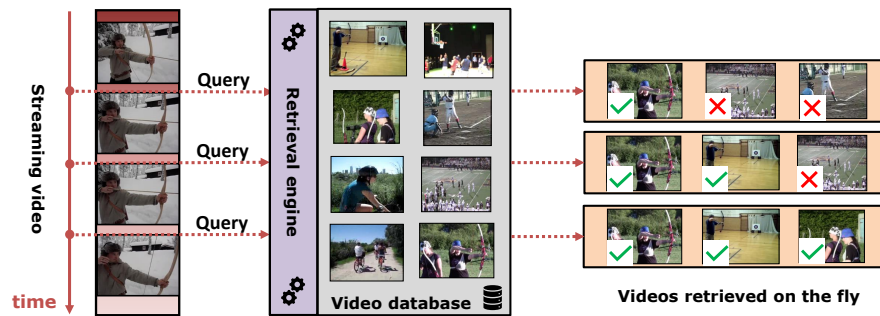 Streaming video
time
Query
Query
Query
Retrieval engine
Video database
Videos retrieved on the fly